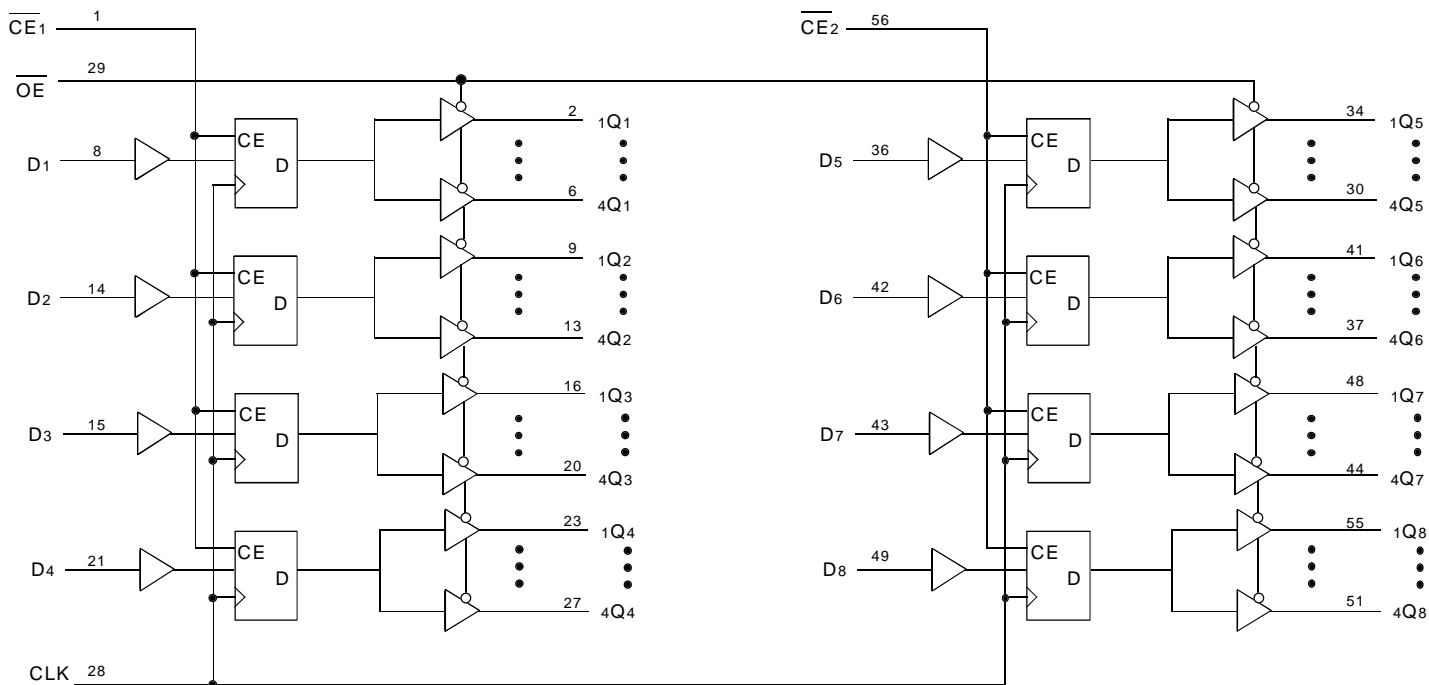 CE1 1
CE2 56
OE 29
CE
D
D1 8
2 1Q1
6 4Q1
CE
D
D5 36
34 1Q5
30 4Q5
CE
D
D2 14
9 1Q2
13 4Q2
CE
D
D6 42
41 1Q6
37 4Q6
CE
D
D3 15
16 1Q3
20 4Q3
CE
D
D7 43
48 1Q7
44 4Q7
CE
D
D4 21
23 1Q4
27 4Q4
CE
D
D8 49
55 1Q8
51 4Q8
CLK 28